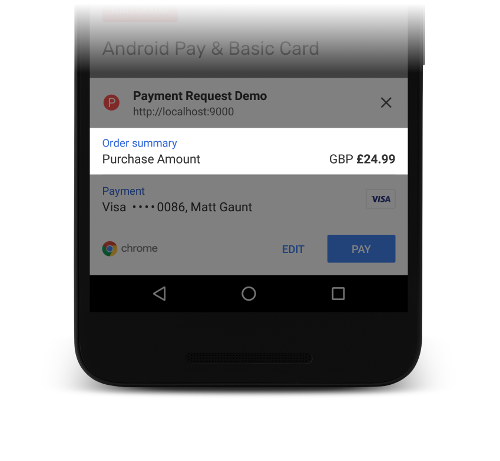 Android Pay & Basic Card
P
Payment Request Demo
http://localhost:9000
Order summary
Purchase Amount GBP £24.99
Payment
Visa •••• 0086, Matt Gaunt
VISA
chrome EDIT PAY